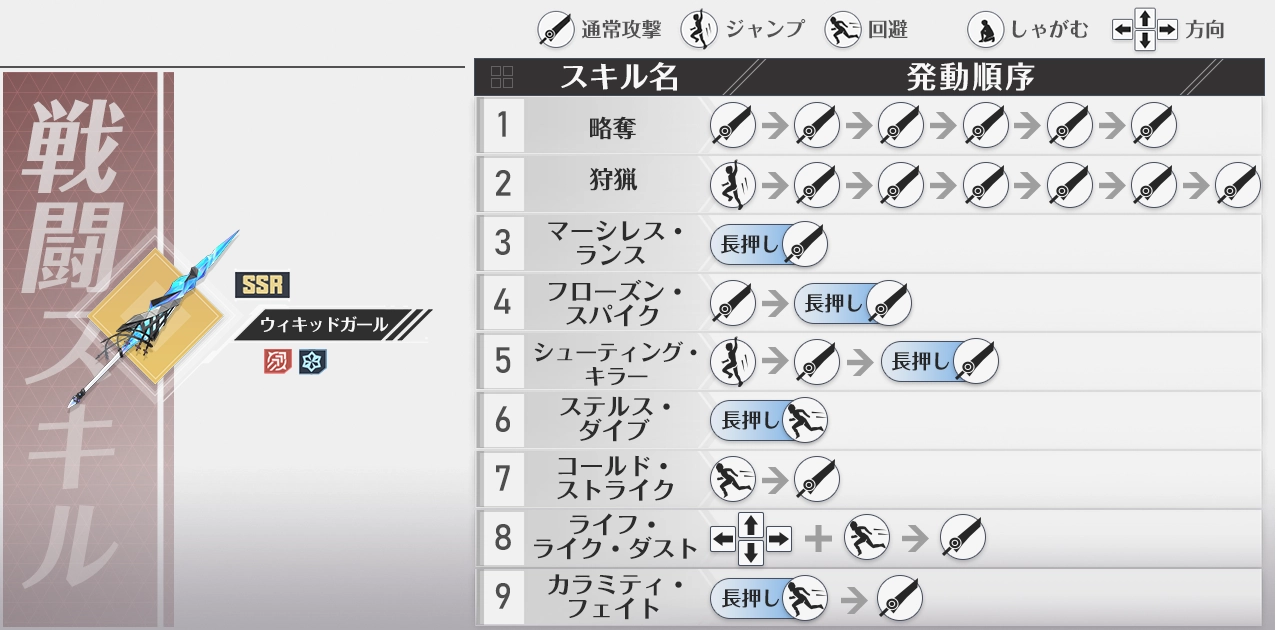 通常攻撃 ジャンプ 回避 しゃがむ 方向
戦闘スキル
SSR
ウィキッドガール
スキル名 発動順序
1 略奪
2 狩猟
3 マーシレス・
ランス 長押し
4 フローズン・
スパイク 長押し
5 シューティング・
キラー 長押し
6 ステルス・
ダイブ 長押し
7 コールド・
ストライク
8 ライフ・
ライク・ダスト
9 カラミティ・
フェイト 長押し